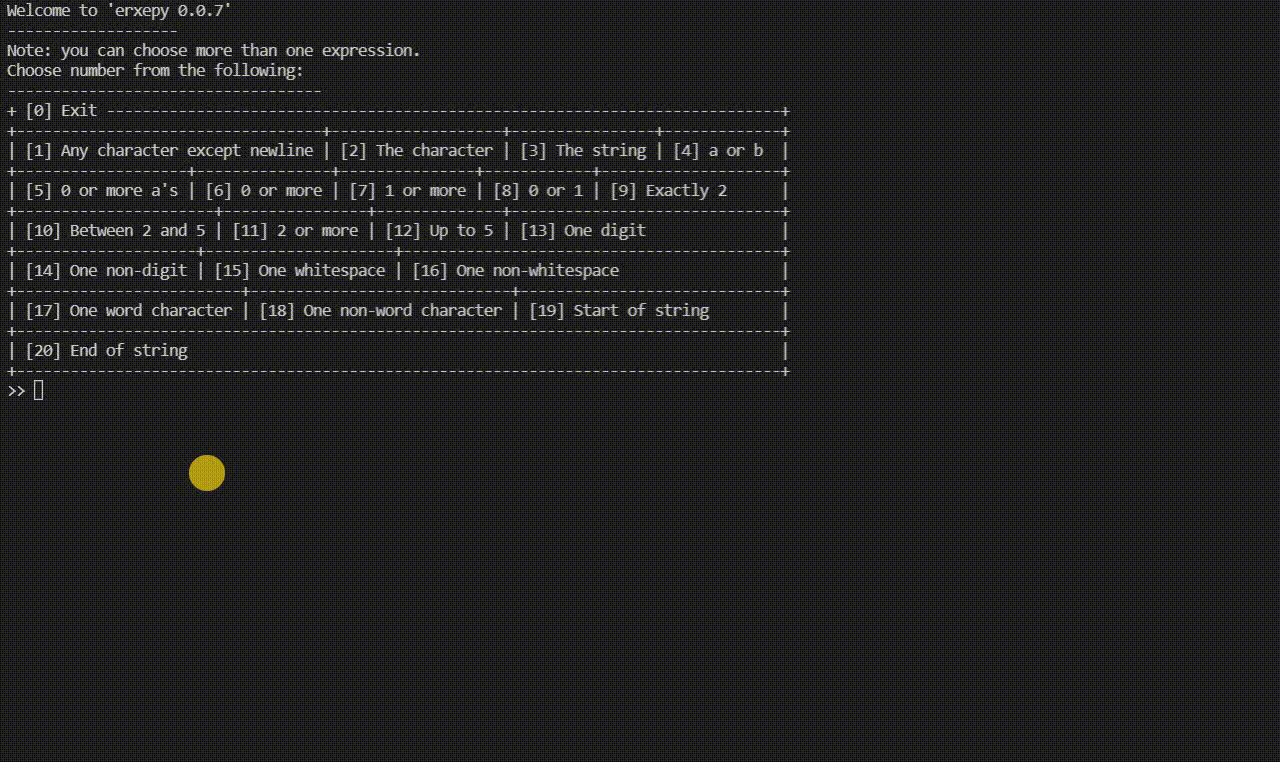 Welcome to 'erxepy 0.0.7'
-------------------
Note: you can choose more than one expression.
Choose number from the following:
-----------------------------------
+ [0] Exit ---------------------------------------------------------------------------+
+----------------------------------+-------------------+----------------+-------------+
| [1] Any character except newline | [2] The character | [3] The string | [4] a or b  |
+-------------------+---------------+---------------+------------+--------------------+
| [5] 0 or more a's | [6] 0 or more | [7] 1 or more | [8] 0 or 1 | [9] Exactly 2      |
+----------------------+----------------+--------------+------------------------------+
| [10] Between 2 and 5 | [11] 2 or more | [12] Up to 5 | [13] One digit               |
+--------------------+---------------------+------------------------------------------+
| [14] One non-digit | [15] One whitespace | [16] One non-whitespace                  |
+-------------------------+-----------------------------+-----------------------------+
| [17] One word character | [18] One non-word character | [19] Start of string        |
+-------------------------------------------------------------------------------------+
| [20] End of string                                                                  |
+-------------------------------------------------------------------------------------+
>>